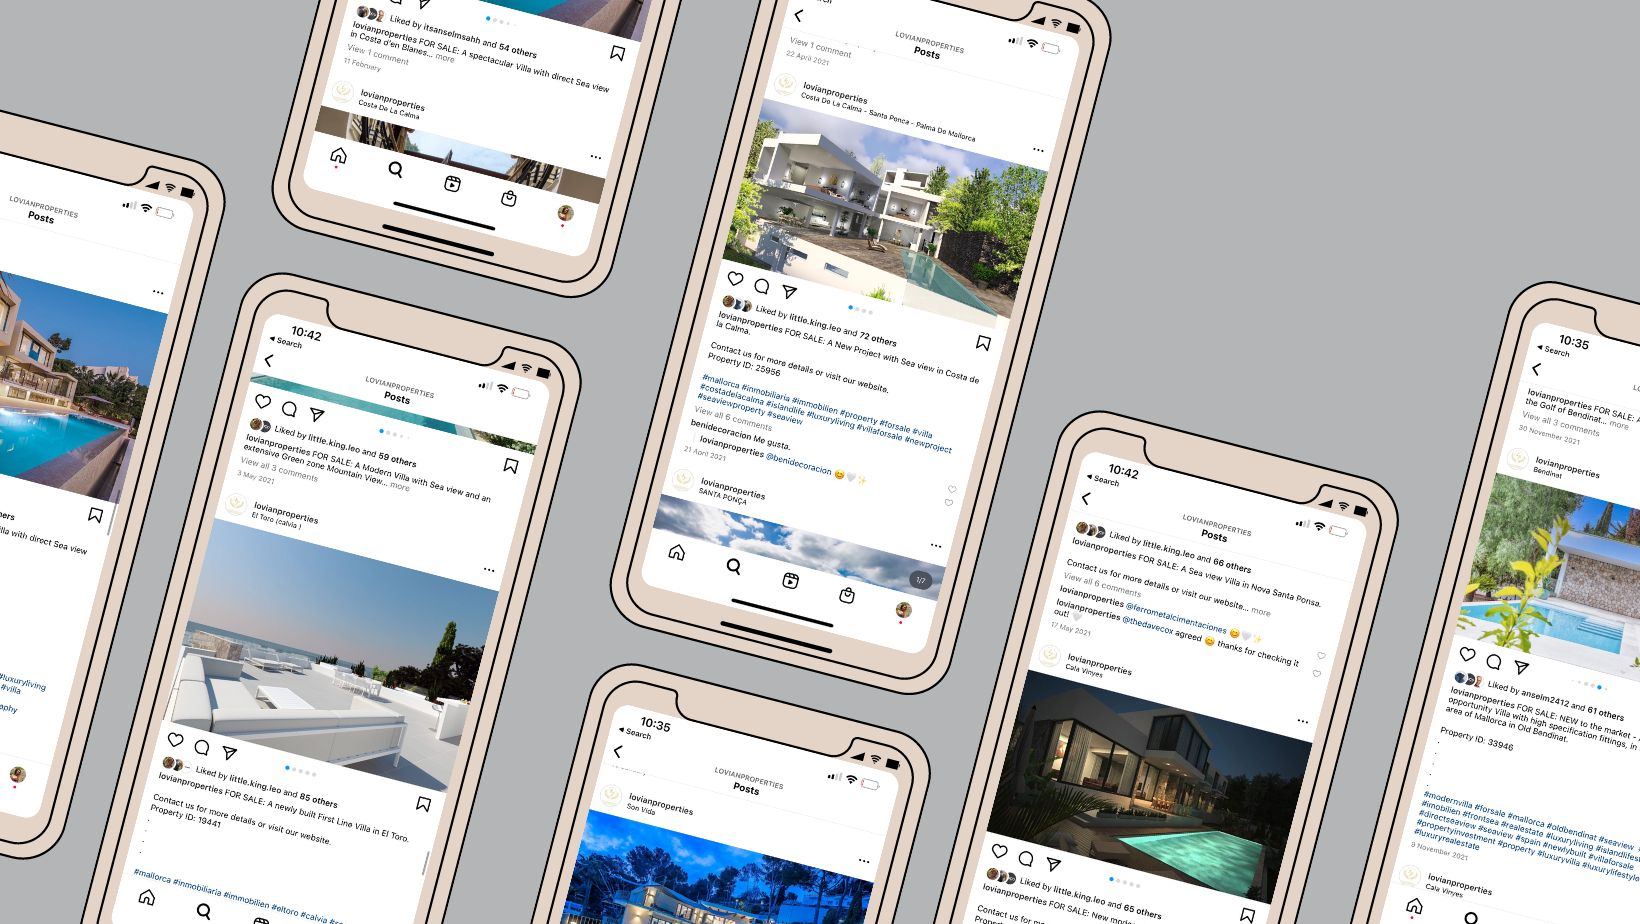 LOVIANPROPERTIES
Posts
villa with direct Sea view
#luxuryliving
#villa
Liked by itsanselmsahh and 54 others
lovianproperties FOR SALE: A spectacular Villa with direct Sea view
in Costa d'en Blanes... more
View 1 comment
11 February
lovianproperties
Costa De La Calma
10:42
Search
LOVIANPROPERTIES
Posts
Liked by little.king.leo and 59 others
lovianproperties FOR SALE: A Modern Villa with Sea view and an
extensive Green zone Mountain View... more
View all 3 comments
3 May 2021
lovianproperties
El Toro (calvia )
Liked by little.king.leo and 85 others
lovianproperties FOR SALE: A newly built First Line Villa in El Toro.
Contact us for more details or visit our website.
Property ID: 19441
.
.
.
#mallorca #inmobiliaria #immobilien #eltoro #calvia
LOVIANPROPERTIES
Posts
View 1 comment
22 April 2021
lovianproperties
Costa De La Calma - Santa Ponca - Palma Do Mallorca
Liked by little.king.leo and 72 others
lovianproperties FOR SALE: A New Project with Sea view in Costa de
la Calma.
Contact us for more details or visit our website.
Property ID: 25956
#mallorca #inmobiliaria #immobilien #property #forsale #villa
#costadelacalma #islandlife #luxuryliving #villaforsale #newproject
#seaviewproperty #seaview
View all 6 comments
benidecoracion Me gusta.
lovianproperties @benidecoracion 😊🤍✨
21 April 2021
lovianproperties
SANTA PONÇA
1/7
10:35
Search
LOVIANPROPERTIES
Posts
lovianproperties
Son Vida
10:42
Search
LOVIANPROPERTIES
Posts
Liked by little.king.leo and 66 others
lovianproperties FOR SALE: A Sea view Villa in Nova Santa Ponsa.
Contact us for more details or visit our website... more
View all 6 comments
lovianproperties @ferrometalcimentaciones 😊🤍✨
lovianproperties @thedavecox agreed 😊 thanks for checking it
out! 🤍
17 May 2021
lovianproperties
Cala Vinyes
Liked by little.king.leo and 65 others
lovianproperties FOR SALE: New mod
Contact us for more details or
10:35
Search
lovianproperties FOR SALE: A
the Golf of Bendinat... more
View all 3 comments
30 November 2021
lovianproperties
Bendinat
Liked by anselm2412 and 61 others
lovianproperties FOR SALE: NEW to the market -
opportunity Villa with high specification fittings, in
area of Mallorca in Old Bendinat.
Property ID: 33946
.
.
.
.
#modernvilla #forsale #mallorca #oldbendinat #seaview
#imobilien #frontsea #realestate #luxuryliving #islandlifest
#directseaview #seaview #spain #newlybuilt #villaforsale
#propertyinvestment #property #luxuryvilla #luxurylifestyle
#luxuryrealestate
9 November 2021
lovianproperties
Cala Vinyes